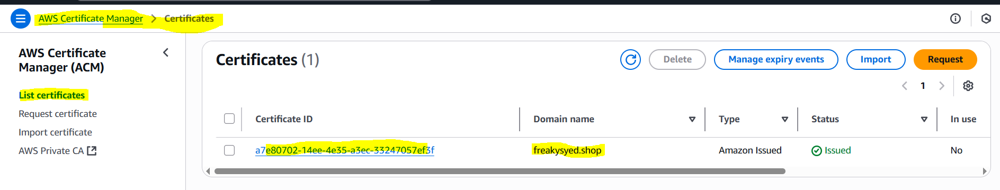 AWS Certificate Manager > Certificates
AWS Certificate
Manager (ACM)
List certificates
Request certificate
Import certificate
AWS Private CA
Certificates (1)
Delete
Manage expiry events
Import
Request
1
Certificate ID
Domain name
Type
Status
In use
a7e80702-14ee-4e35-a3ec-33247057ef3f
freakysyed.shop
Amazon Issued
Issued
No